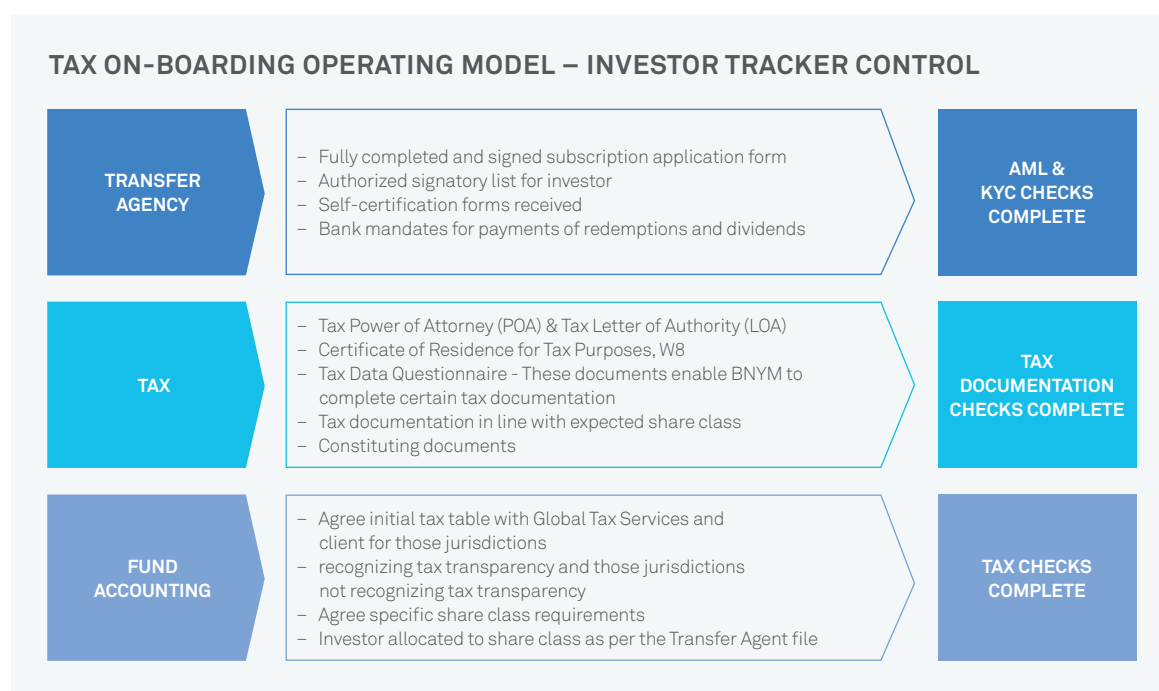 TAX ON-BOARDING OPERATING MODEL – INVESTOR TRACKER CONTROL
TRANSFER
AGENCY
– Fully completed and signed subscription application form
– Authorized signatory list for investor
– Self-certification forms received
– Bank mandates for payments of redemptions and dividends
AML &
KYC CHECKS
COMPLETE
TAX
– Tax Power of Attorney (POA) & Tax Letter of Authority (LOA)
– Certificate of Residence for Tax Purposes, W8
– Tax Data Questionnaire - These documents enable BNYM to
complete certain tax documentation
– Tax documentation in line with expected share class
– Constituting documents
TAX
DOCUMENTATION
CHECKS COMPLETE
FUND
ACCOUNTING
– Agree initial tax table with Global Tax Services and
client for those jurisdictions
– recognizing tax transparency and those jurisdictions
not recognizing tax transparency
– Agree specific share class requirements
– Investor allocated to share class as per the Transfer Agent file
TAX CHECKS
COMPLETE